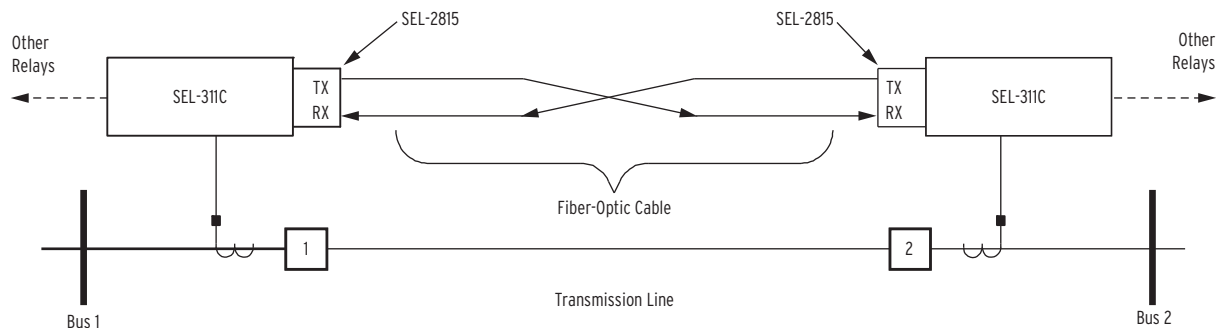 SEL-2815
SEL-2815
Other
Relays
Other
Relays
SEL-311C
TX
RX
TX
RX
SEL-311C
Fiber-Optic Cable
1
2
Transmission Line
Bus 1
Bus 2